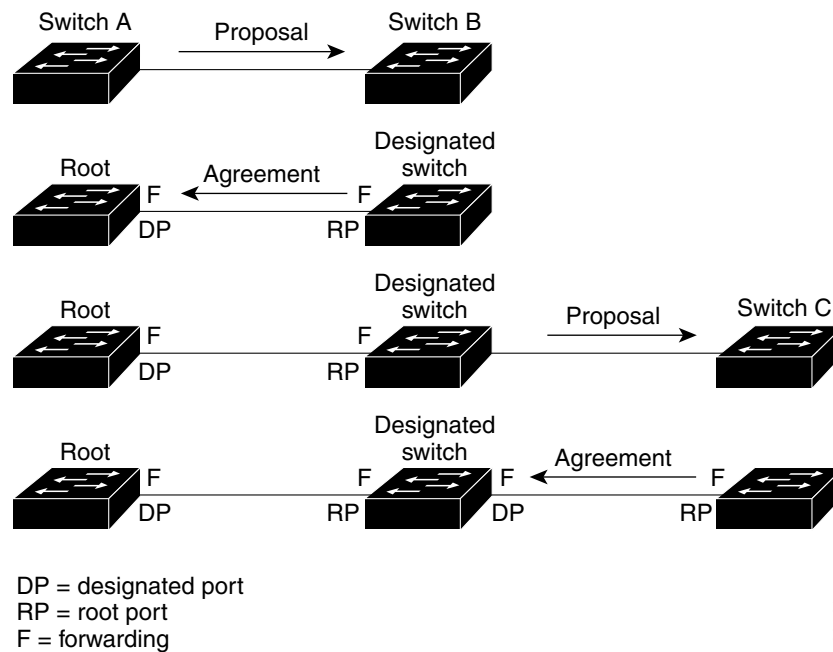 Switch A
Proposal
Switch B
Root
F
DP
Agreement
Designated
switch
F
RP
Root
F
DP
Designated
switch
F
RP
Proposal
Switch C
Root
F
DP
Designated
switch
F
RP
F
DP
Agreement
F
RP
DP = designated port
RP = root port
F = forwarding